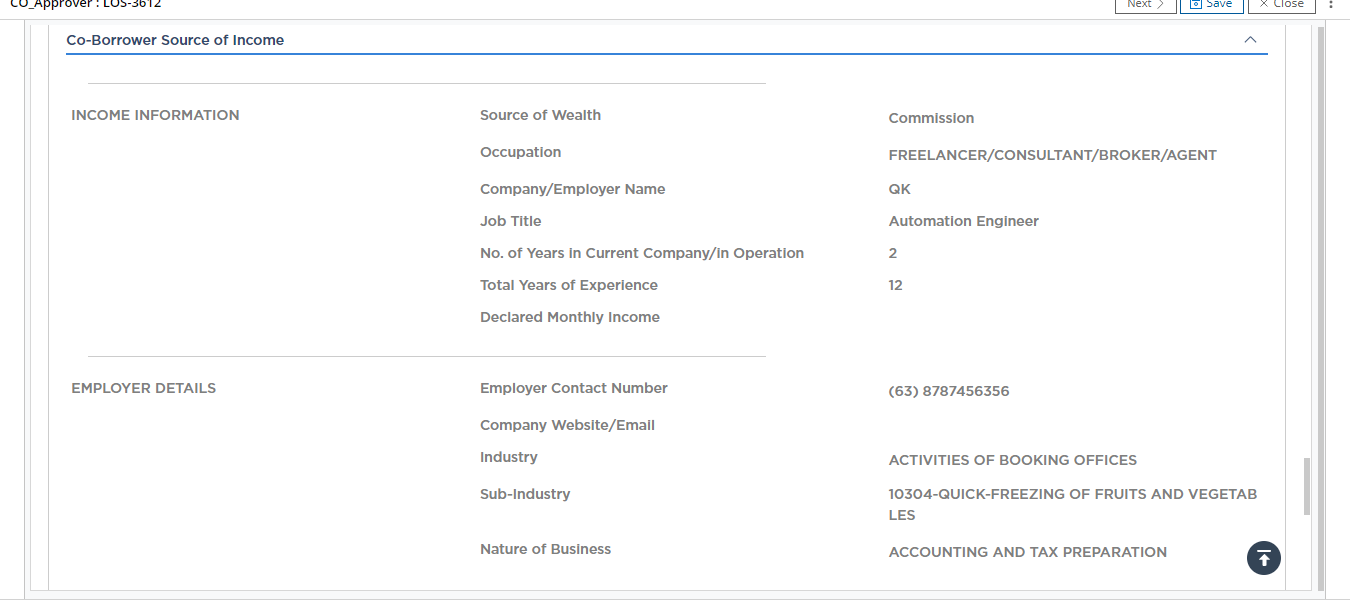 CO_Approver : LOS-3612
Next
Save
Close
Co-Borrower Source of Income
INCOME INFORMATION
Source of Wealth
Commission
Occupation
FREELANCER/CONSULTANT/BROKER/AGENT
Company/Employer Name
QK
Job Title
Automation Engineer
No. of Years in Current Company/in Operation
2
Total Years of Experience
12
Declared Monthly Income
EMPLOYER DETAILS
Employer Contact Number
(63) 8787456356
Company Website/Email
Industry
ACTIVITIES OF BOOKING OFFICES
Sub-Industry
10304-QUICK-FREEZING OF FRUITS AND VEGETAB
LES
Nature of Business
ACCOUNTING AND TAX PREPARATION